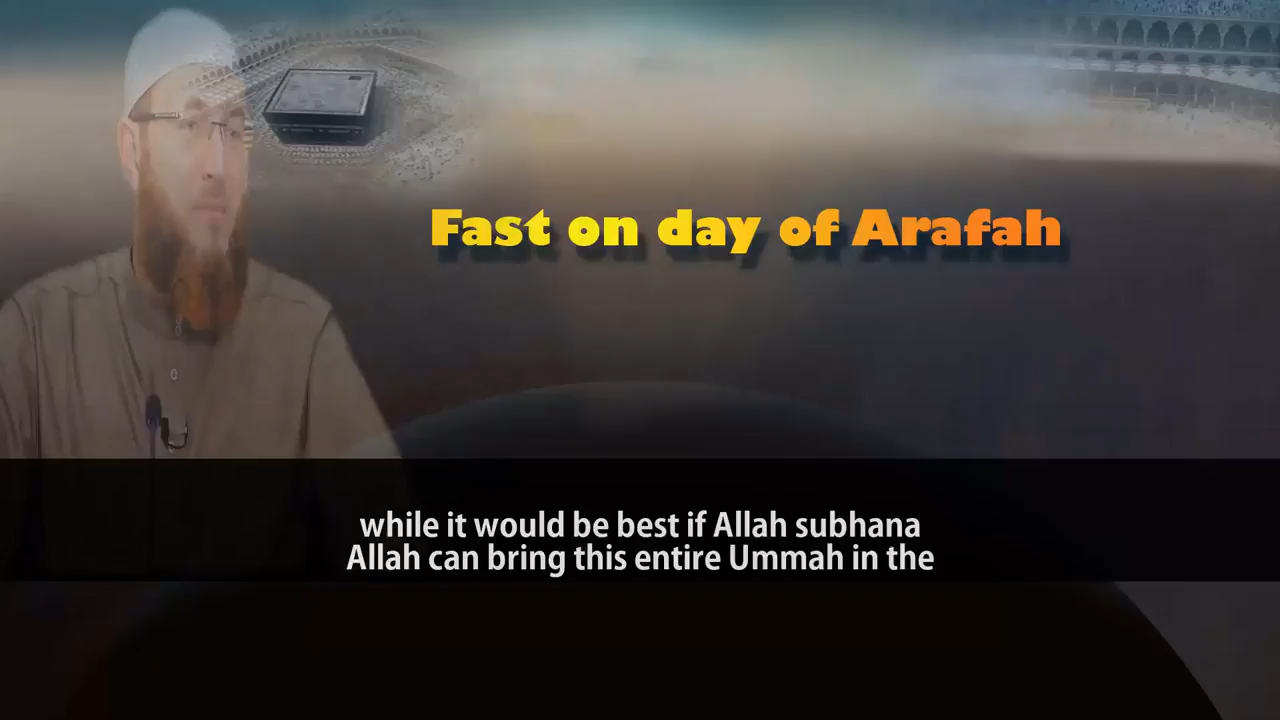 Fast on day of Arafah
while it would be best if Allah subhana
Allah can bring this entire Ummah in the